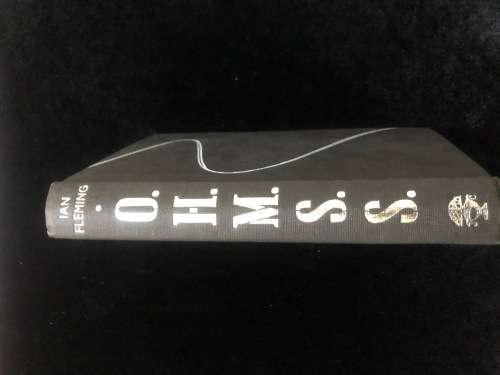 IAN
FLEMING
O.
H.
M.
S.
S.